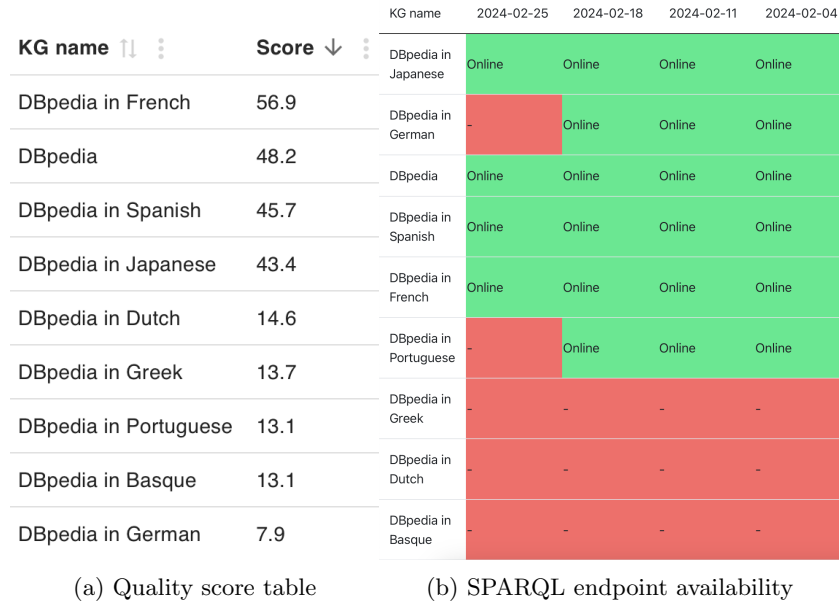 KG name Score
DBpedia in French 56.9
DBpedia 48.2
DBpedia in Spanish 45.7
DBpedia in Japanese 43.4
DBpedia in Dutch 14.6
DBpedia in Greek 13.7
DBpedia in Portuguese 13.1
DBpedia in Basque 13.1
DBpedia in German 7.9
(a) Quality score table
KG name 2024-02-25 2024-02-18 2024-02-11 2024-02-04
DBpedia in
Japanese Online Online Online Online
DBpedia in
German - Online Online Online
DBpedia Online Online Online Online
DBpedia in
Spanish Online Online Online Online
DBpedia in
French Online Online Online Online
DBpedia in
Portuguese - Online Online Online
DBpedia in
Greek - - - -
DBpedia in
Dutch - - - -
DBpedia in
Basque - - - -
(b) SPARQL endpoint availability